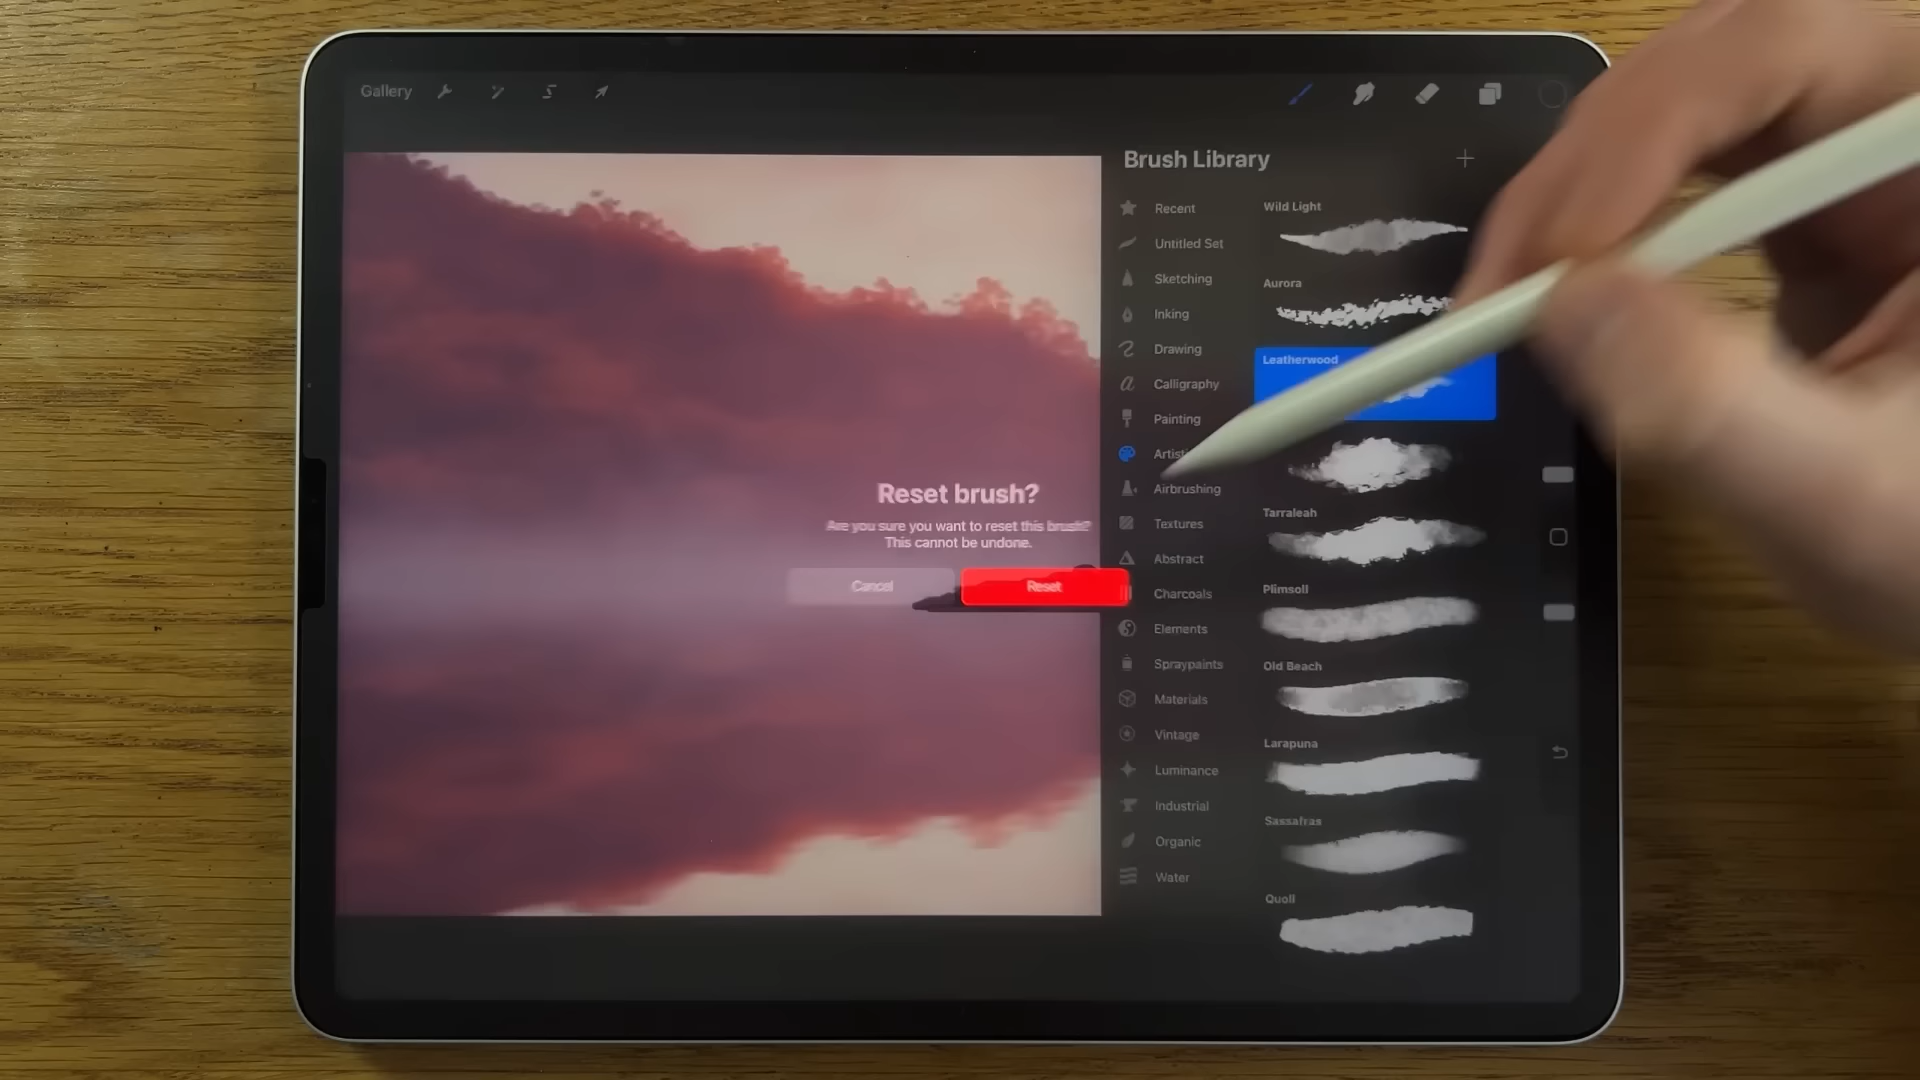 Gallery
Brush Library
Recent
Untitled Set
Sketching
Inking
Drawing
Calligraphy
Painting
Airbrushing
Textures
Abstract
Charcoals
Elements
Spraypaints
Materials
Vintage
Luminance
Industrial
Organic
Water
Wild Light
Aurora
Leatherwood
Tarraleah
Plimsoll
Old Beach
Larapuna
Sassafras
Quoll
Reset brush?
Are you sure you want to reset this brush?
This cannot be undone.
Cancel
Reset